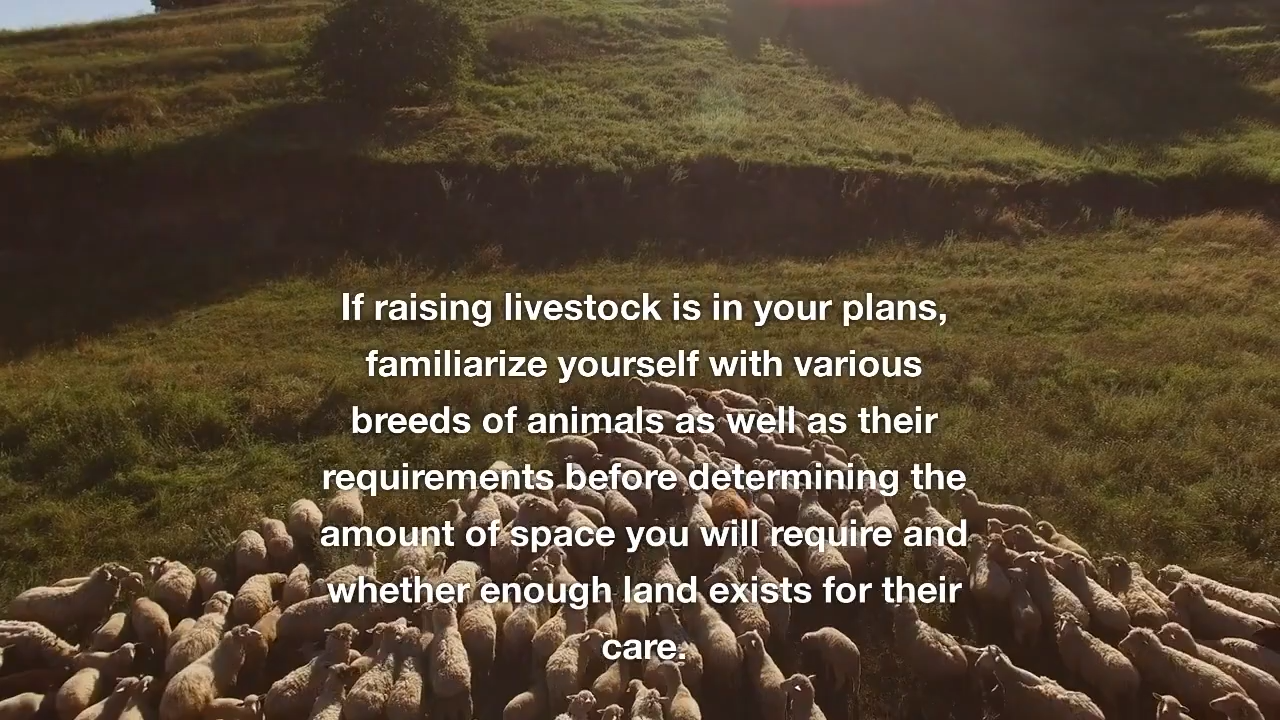 If raising livestock is in your plans,
familiarize yourself with various
breeds of animals as well as their
requirements before determining the
amount of space you will require and
whether enough land exists for their
care.